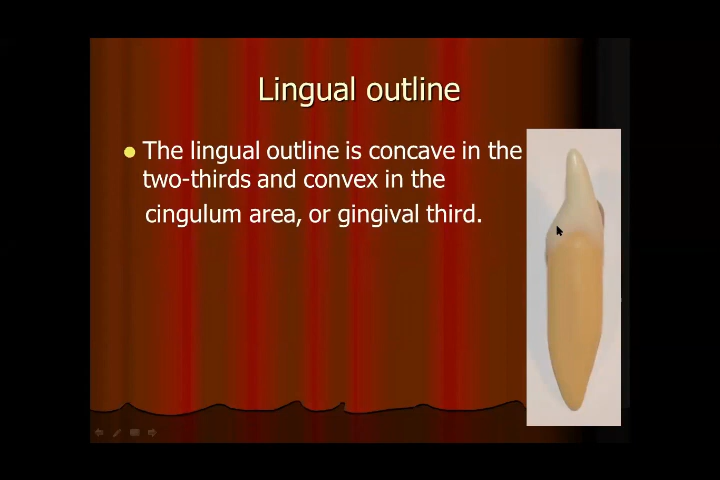 Lingual outline
The lingual outline is concave in the
two-thirds and convex in the
cingulum area, or gingival third.